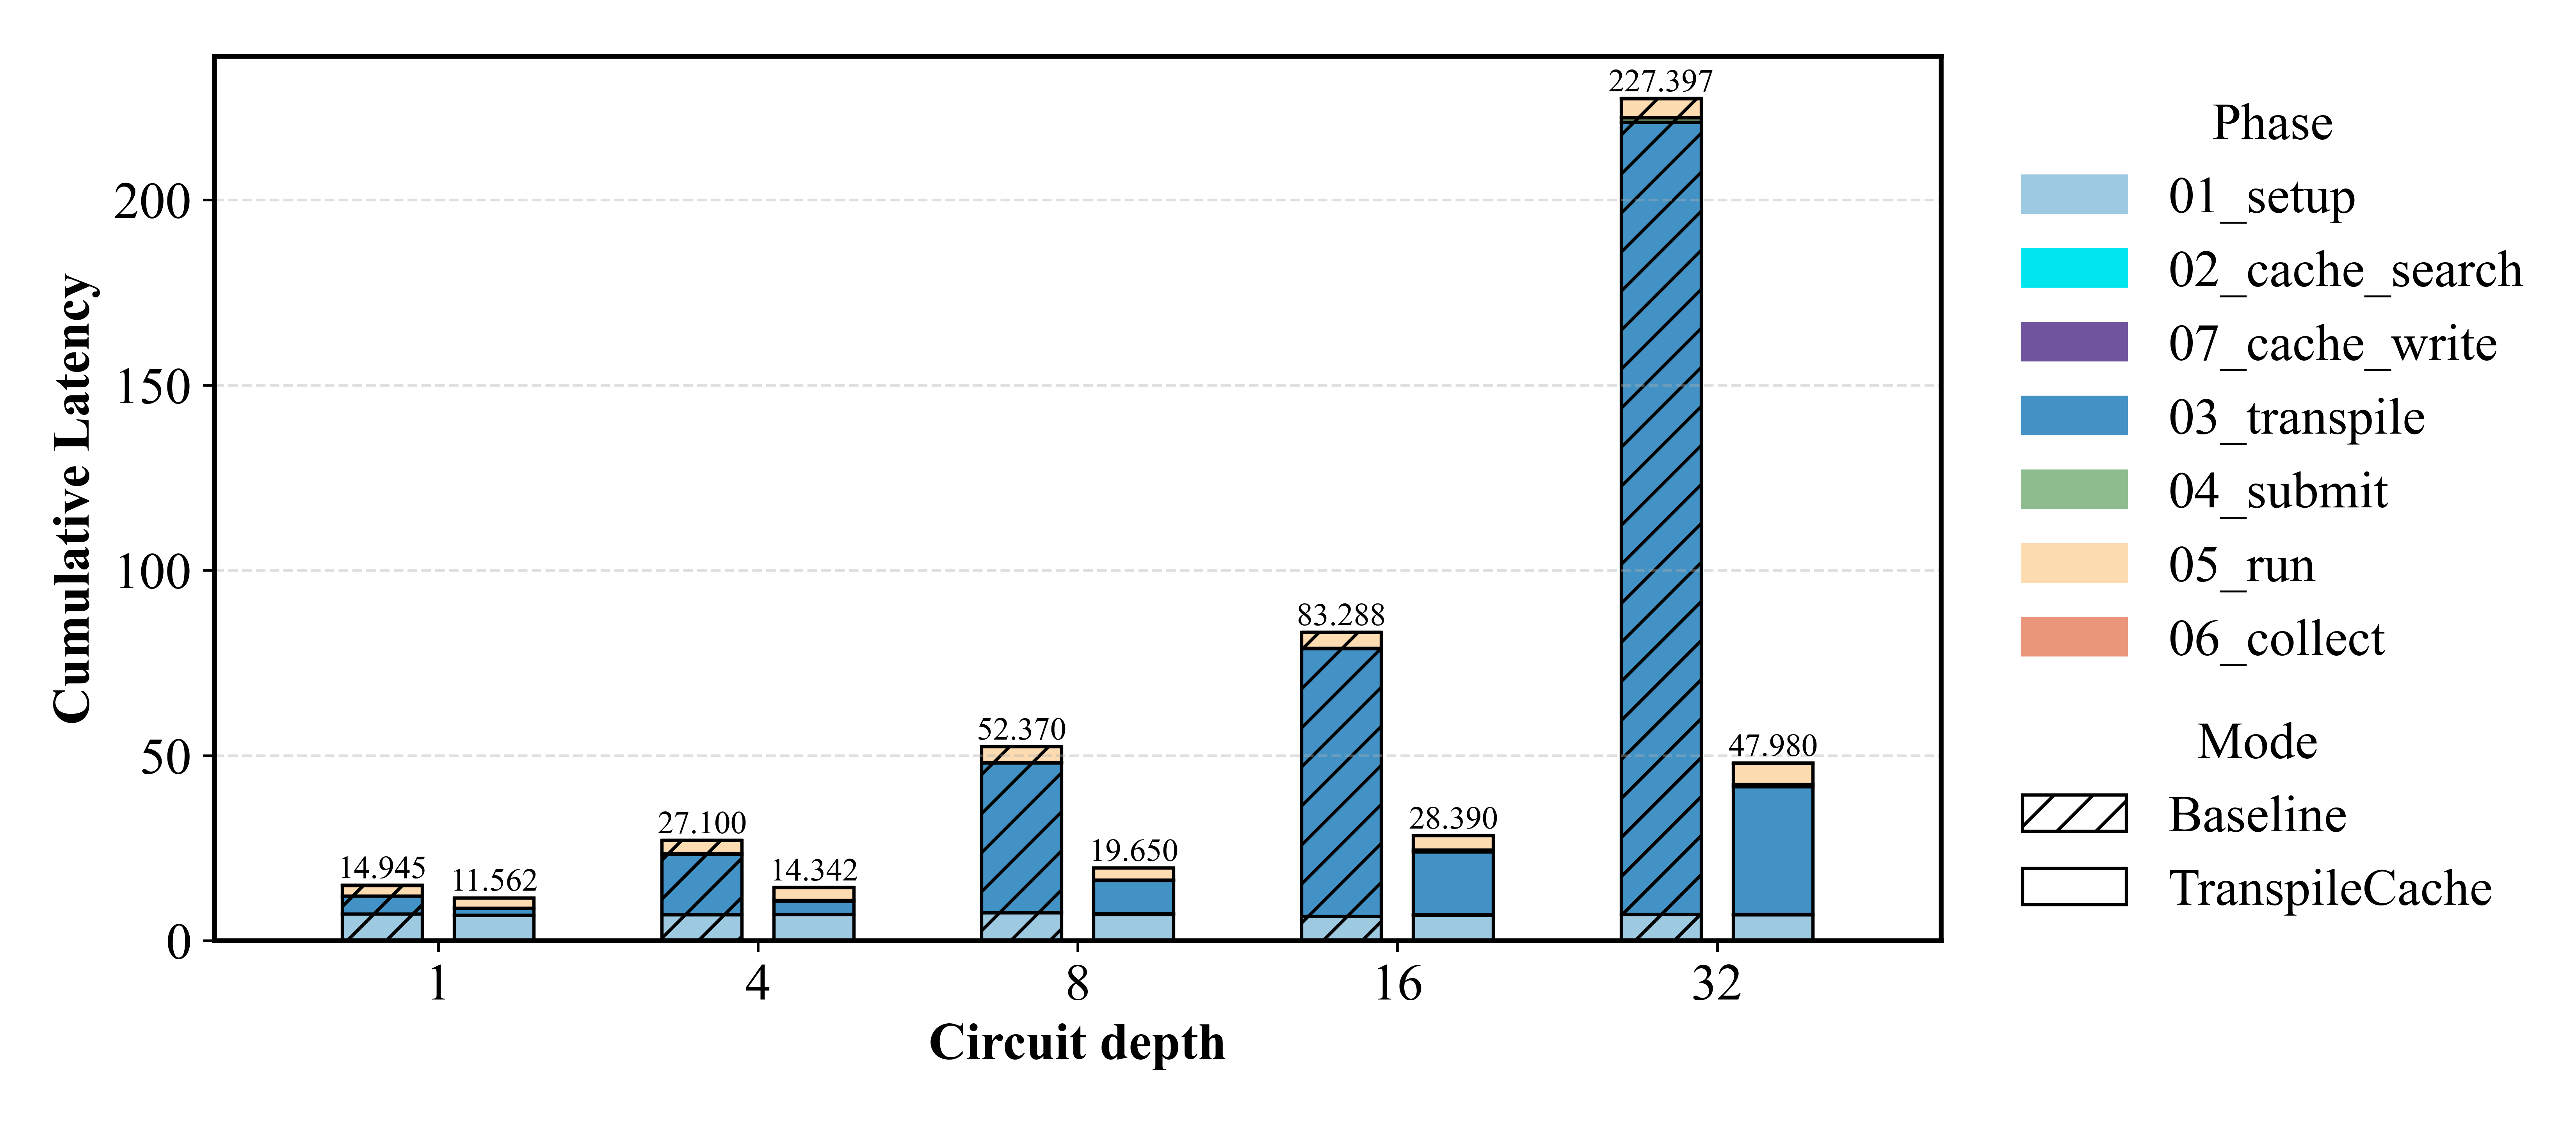 227.397
200
150
100
50
0
Cumulative Latency
14.945
11.562
27.100
14.342
52.370
19.650
83.288
28.390
47.980
1
4
8
16
32
Circuit depth
Phase
01_setup
02_cache_search
07_cache_write
03_transpile
04_submit
05_run
06_collect
Mode
Baseline
TranspileCache